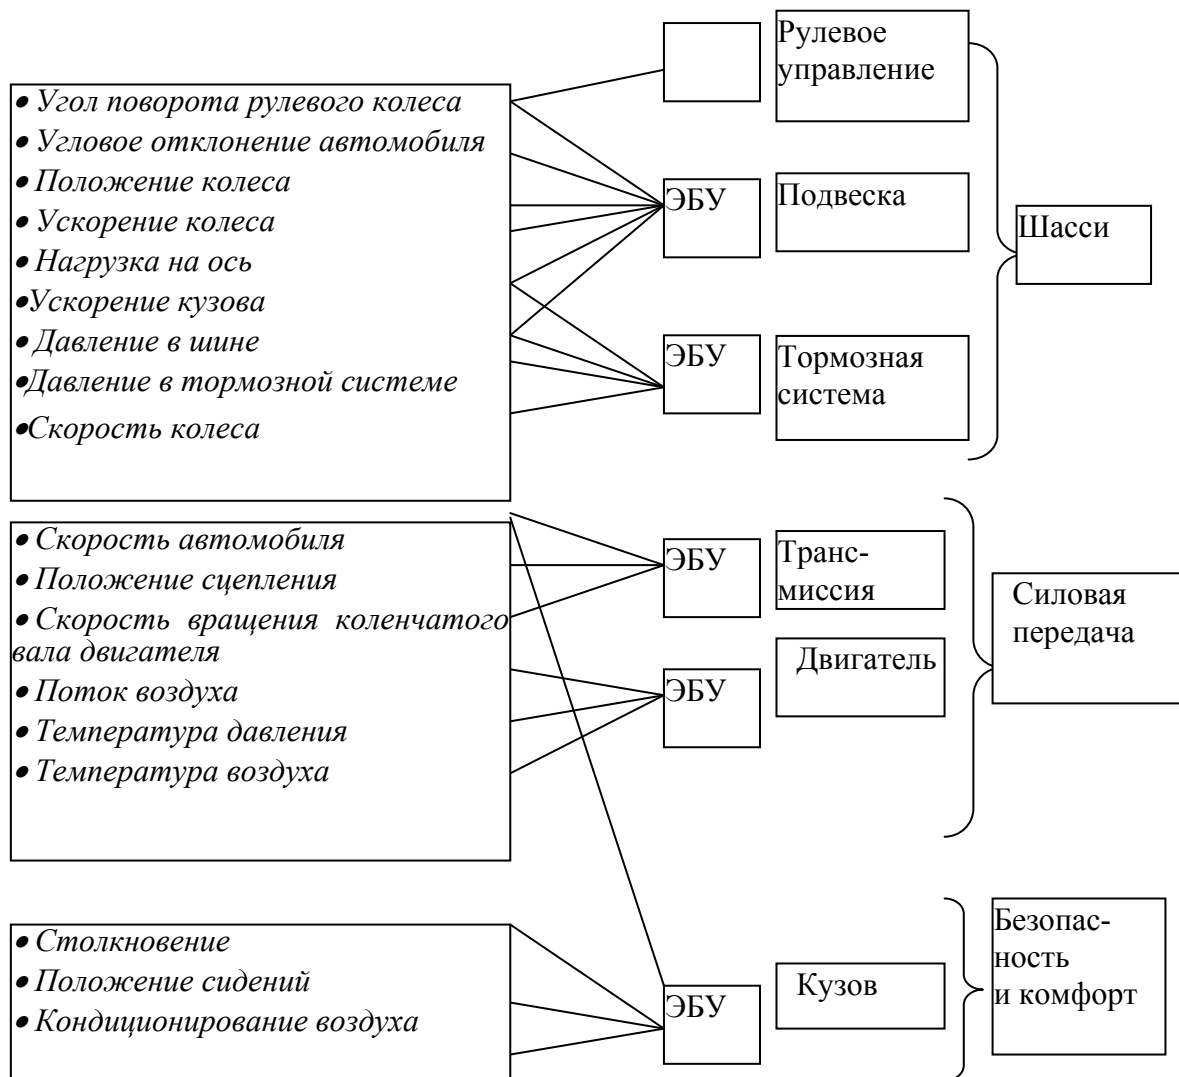 • Угол поворота рулевого колеса
• Угловое отклонение автомобиля
• Положение колеса
• Ускорение колеса
• Нагрузка на ось
•Ускорение кузова
• Давление в шине
•Давление в тормозной системе
•Скорость колеса
Рулевое
управление
ЭБУ
Подвеска
ЭБУ
Тормозная
система
Шасси
• Скорость автомобиля
• Положение сцепления
• Скорость вращения коленчатого
вала двигателя
• Поток воздуха
• Температура давления
• Температура воздуха
ЭБУ
Транс-
миссия
ЭБУ
Двигатель
Силовая
передача
• Столкновение
• Положение сидений
• Кондиционирование воздуха
ЭБУ
Кузов
Безопас-
ность
и комфорт